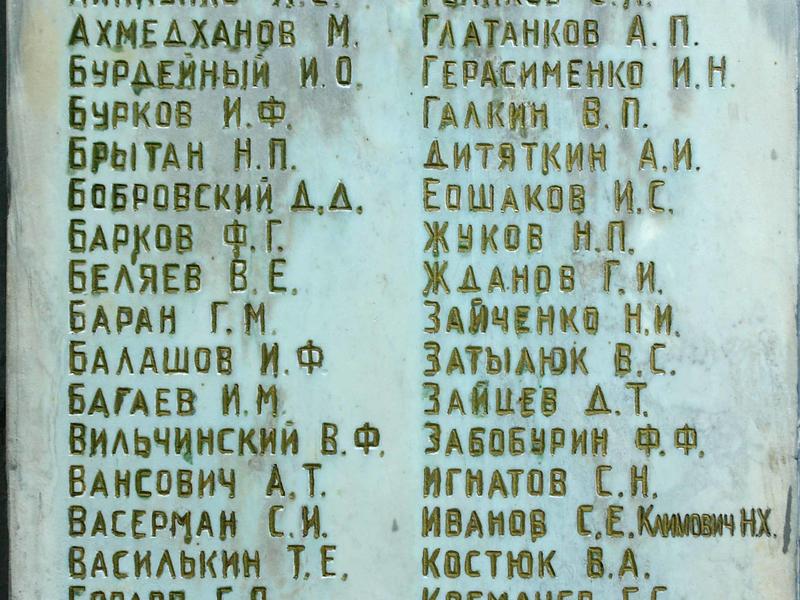 АХМЕДХАНОВ М.
БУРДЕЙНЫЙ И.О.
БУРКОВ И.Ф.
БРЫТАН Н.П.
БОБРОВСКИЙ Д.Д.
БАРКОВ Ф.Г.
БЕЛЯЕВ В.Е.
БАРАН Г.М.
БАЛАШОВ И.Ф
БАГАЕВ И.М.
ВИЛЬЧИНСКИЙ В.Ф.
ВАНСОВИЧ А.Т.
ВАСЕРМАН С.И.
ВАСИЛЬКИН Т.Е.
ГЛАТАНКОВ А.П.
ГЕРАСИМЕНКО И.Н.
ГАЛКИН В.П.
ДИТЯТКИН А.И.
ЕОШАКОВ И.С.
ЖУКОВ Н.П.
ЖДАНОВ Г.И.
ЗАЙЧЕНКО Н.И.
ЗАТЫЛЮК В.С.
ЗАЙЦЕВ Д.Т.
ЗАБОБУРИН Ф.Ф.
ИГНАТОВ С.Н.
ИВАНОВ С.Е. КЛИМОВИЧ Н.Х.
КОСТЮК В.А.